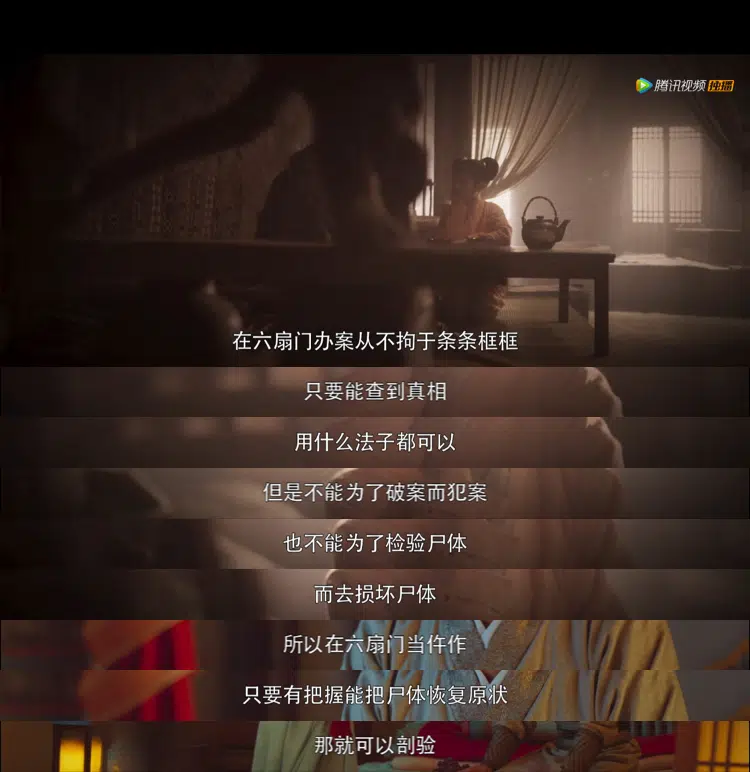 腾讯视频 独播
在六扇门办案从不拘于条条框框
只要能查到真相
用什么法子都可以
但是不能为了破案而犯案
也不能为了检验尸体
而去损坏尸体
所以在六扇门当仵作
只要有把握能把尸体恢复原状
那就可以剖验